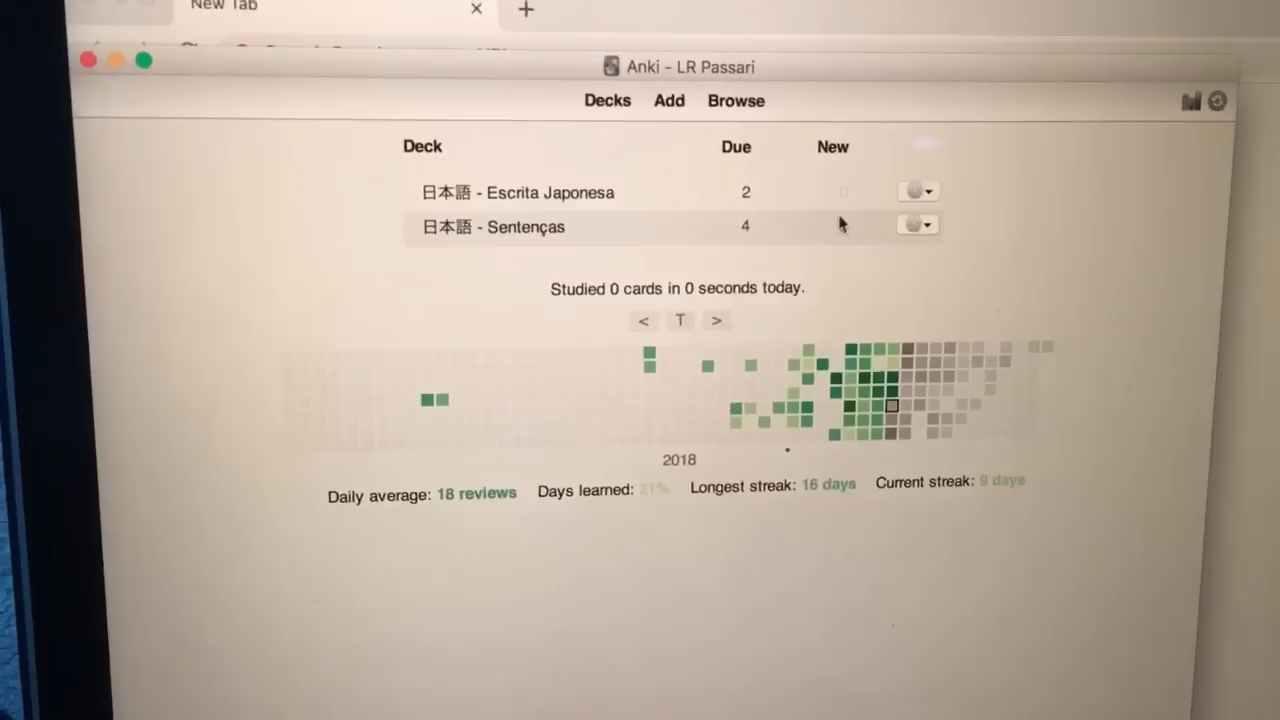 New Tab
Anki - LR Passari
Decks Add Browse
Deck Due New
日本語 - Escrita Japonesa 2 0
日本語 - Sentenças 4
Studied 0 cards in 0 seconds today.
< T >
2018
Daily average: 18 reviews Days learned: 21% Longest streak: 16 days Current streak: 9 days